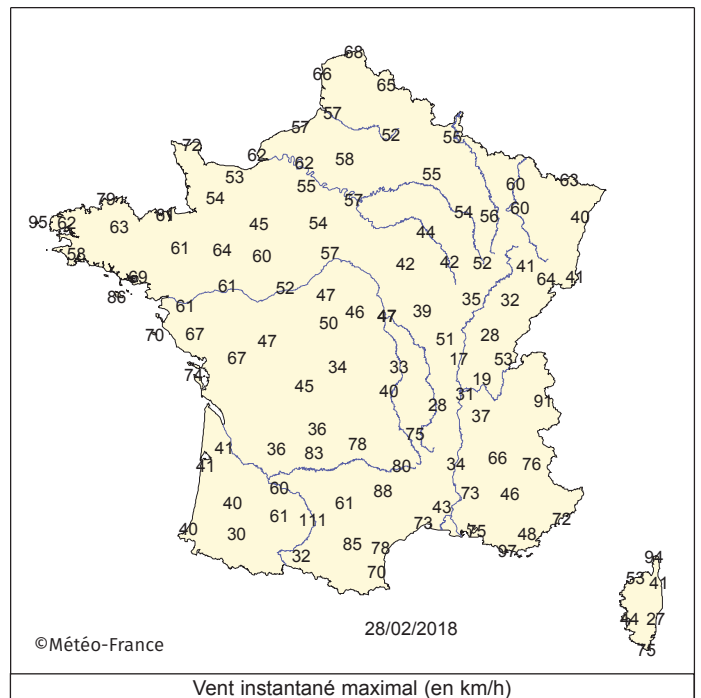 68
66 65
57
57 52 55
72
62 62 58
53 55 55 60 63
79 54 57
95 62 63 81 45 54 54 56 60 40
44
58 61 64 60 57 42 42 52 41
69 64 41
86 61 52 47 35 32
61 46 47 39
70 67 47 50 51 28
67 17 53
74 34 33 19
45 40 31 91
28 37
36 75
41 36 83 78
41 80 34 66 76
60 88 73 46
40 61 61 43
40 111 73 75 72
30 85 78 48
32 97
70 94
53 41
44 27
28/02/2018
75
©Météo-France
Vent instantané maximal (en km/h)